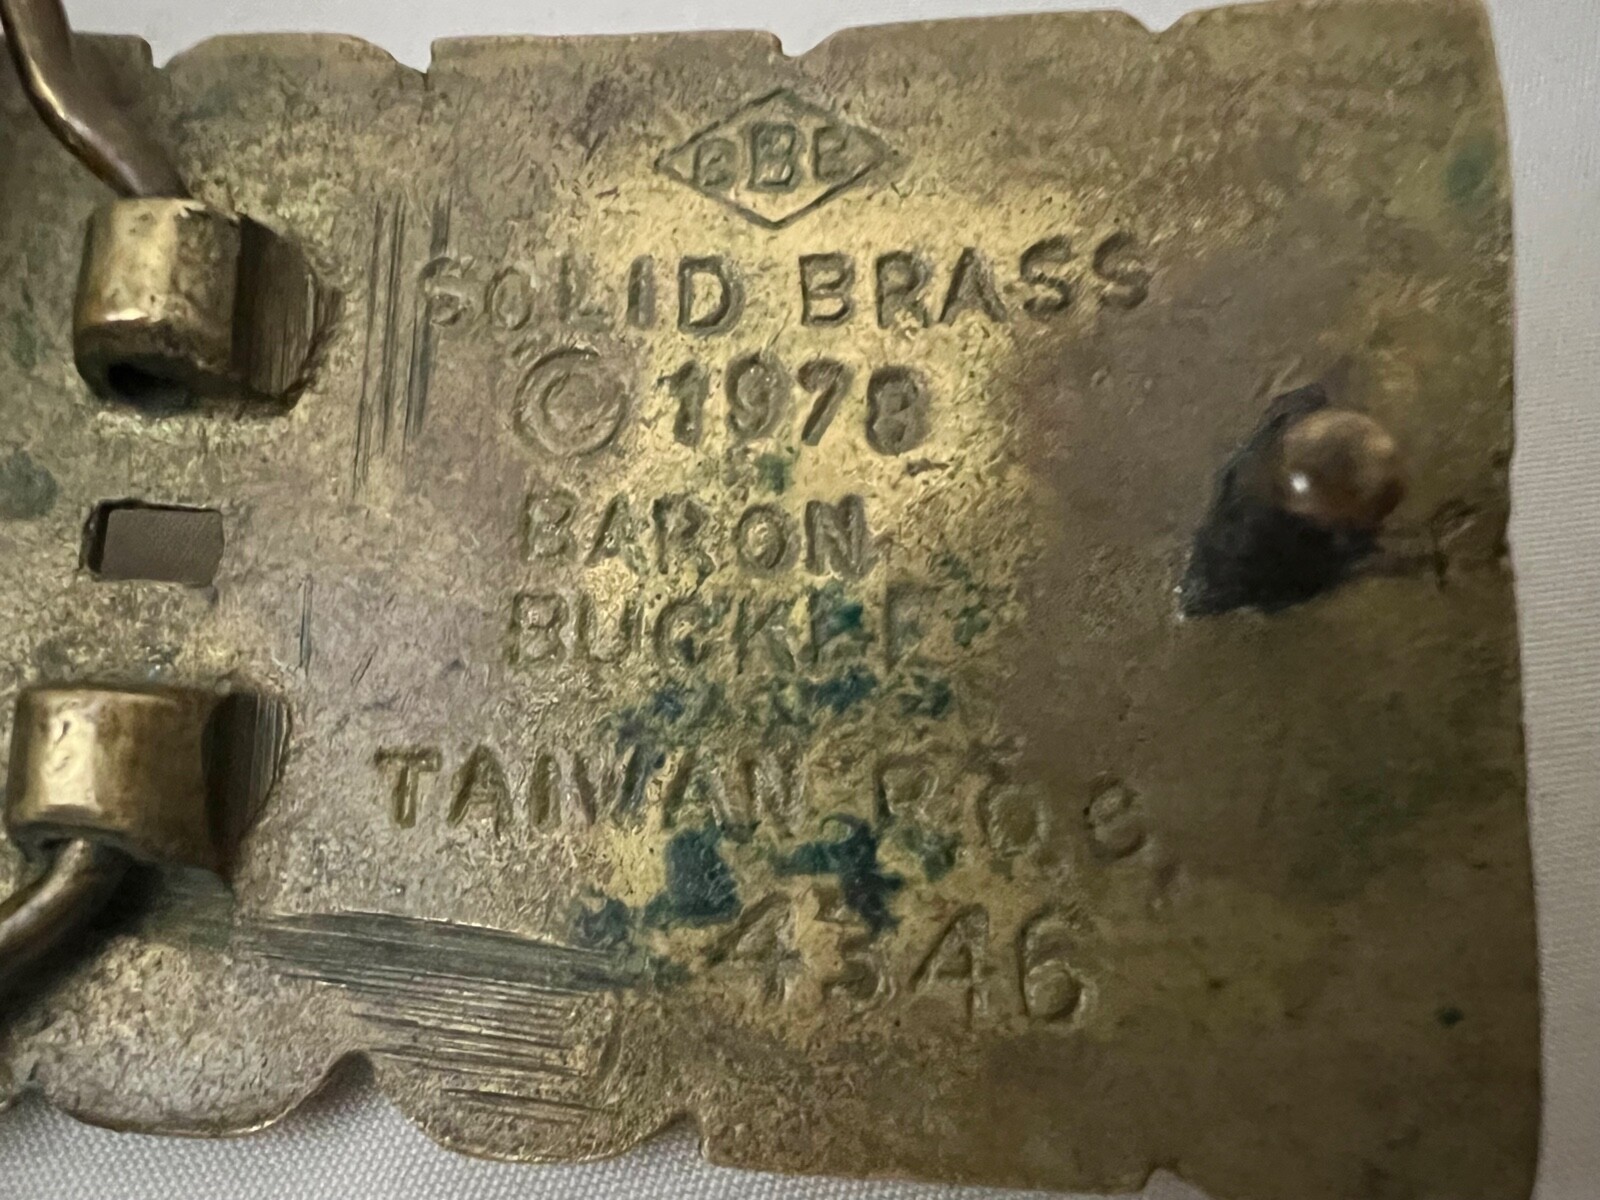 BBB
SOLID BRASS
© 1978
BARON
BUCKLE
TAIWAN R.O.C.
4346